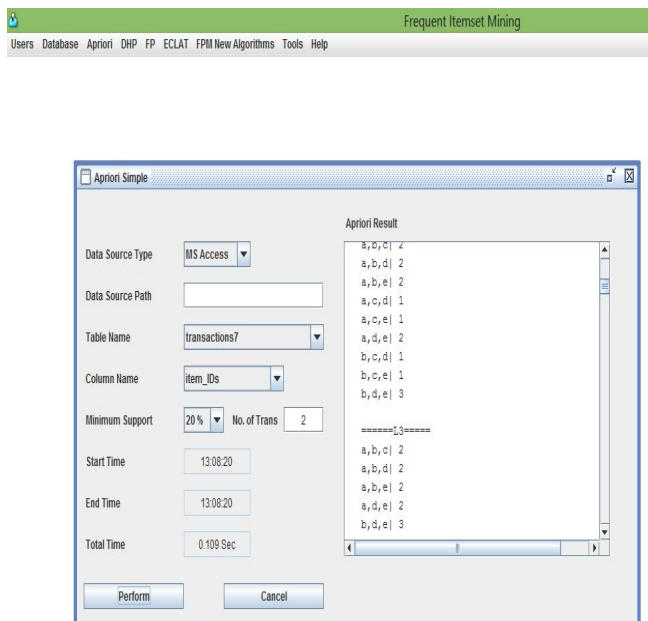 Frequent Itemset Mining
Users Database Apriori DHP FP ECLAT FPM New Algorithms Tools Help
Apriori Simple
Apriori Result
Data Source Type MS Access
Data Source Path
Table Name transactions7
Column Name item_IDs
Minimum Support 20 % No. of Trans 2
Start Time 13:08:20
End Time 13:08:20
Total Time 0.109 Sec
Perform Cancel
a,b,c| 2
a,b,d| 2
a,b,e| 2
a,c,d| 1
a,c,e| 1
a,d,e| 2
b,c,d| 1
b,c,e| 1
b,d,e| 3
======L3=====
a,b,c| 2
a,b,d| 2
a,b,e| 2
a,d,e| 2
b,d,e| 3